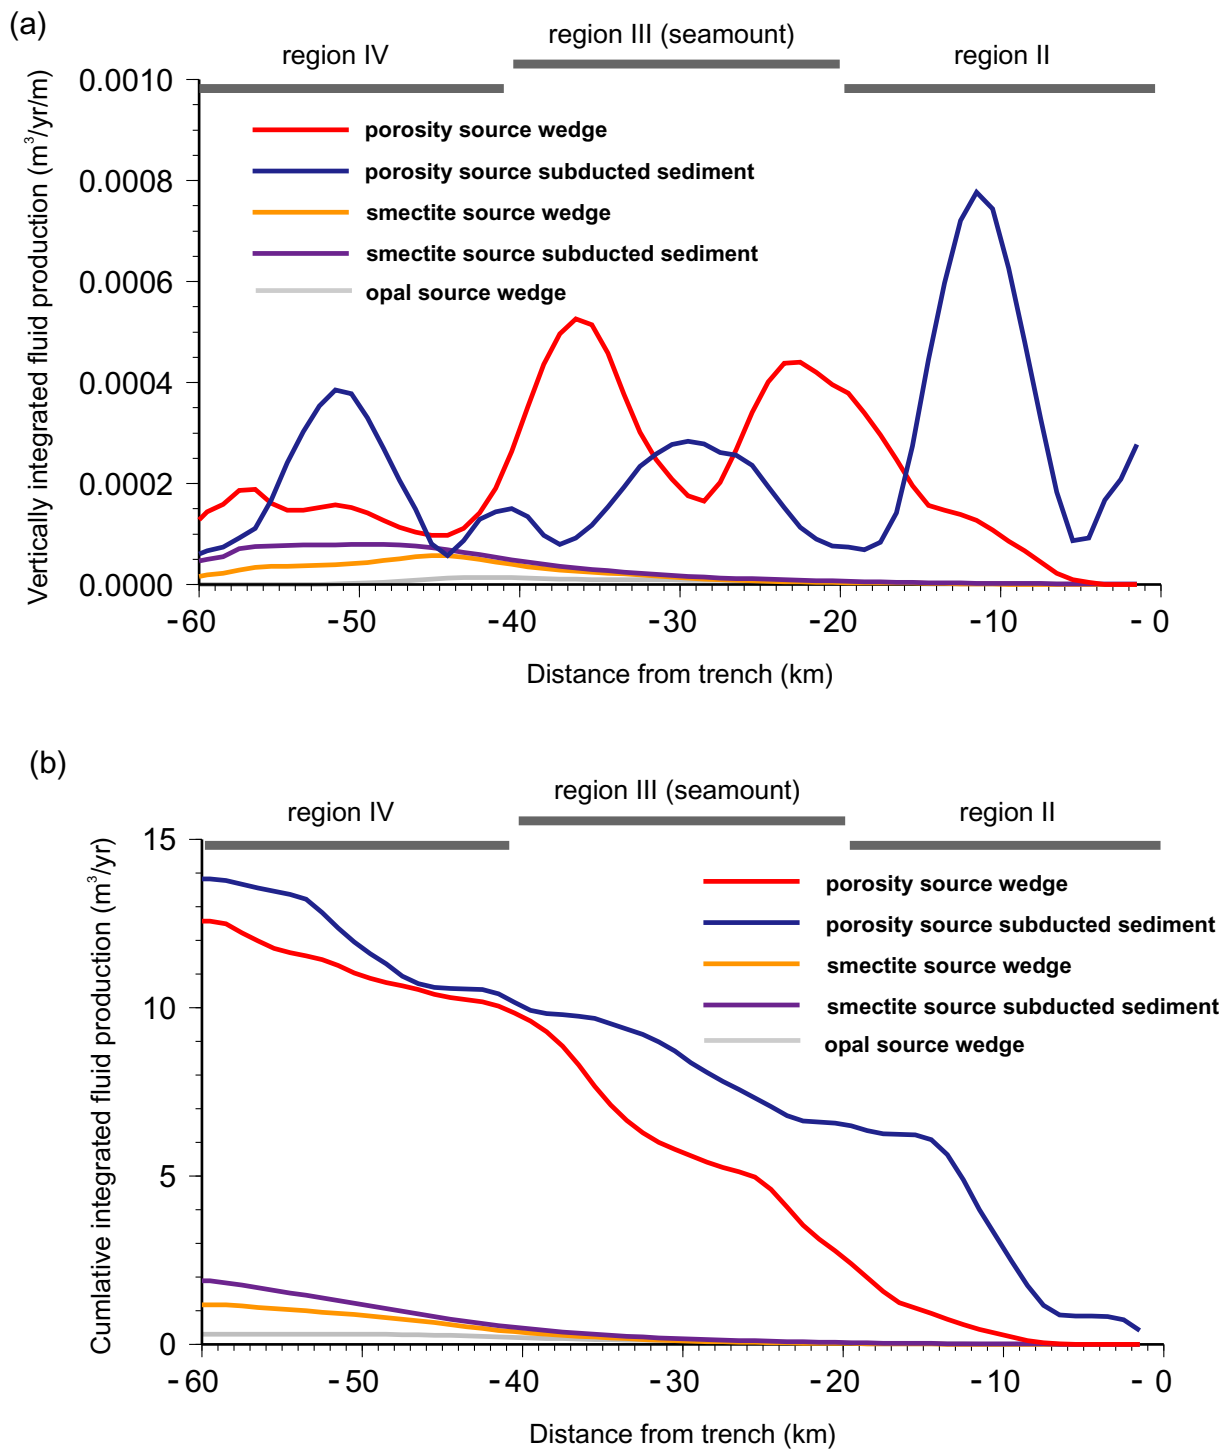 (a)
region IV
region III (seamount)
region II
Vertically integrated fluid production (m³/yr/m)
0.0010
0.0008
0.0006
0.0004
0.0002
0.0000
porosity source wedge
porosity source subducted sediment
smectite source wedge
smectite source subducted sediment
opal source wedge
-60 -50 -40 -30 -20 -10 - 0
Distance from trench (km)
(b)
region IV
region III (seamount)
region II
Cumlative integrated fluid production (m³/yr)
15
10
5
0
porosity source wedge
porosity source subducted sediment
smectite source wedge
smectite source subducted sediment
opal source wedge
-60 -50 -40 -30 -20 -10 - 0
Distance from trench (km)